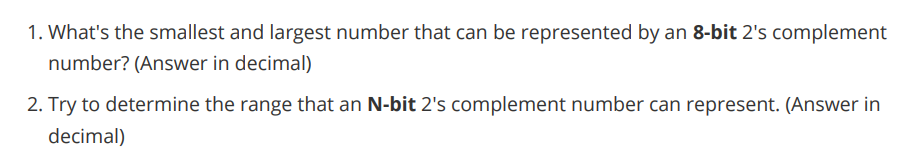 1. What's the smallest and largest number that can be represented by an 8-bit 2's complement
number? (Answer in decimal)
2. Try to determine the range that an N-bit 2's complement number can represent. (Answer in
decimal)